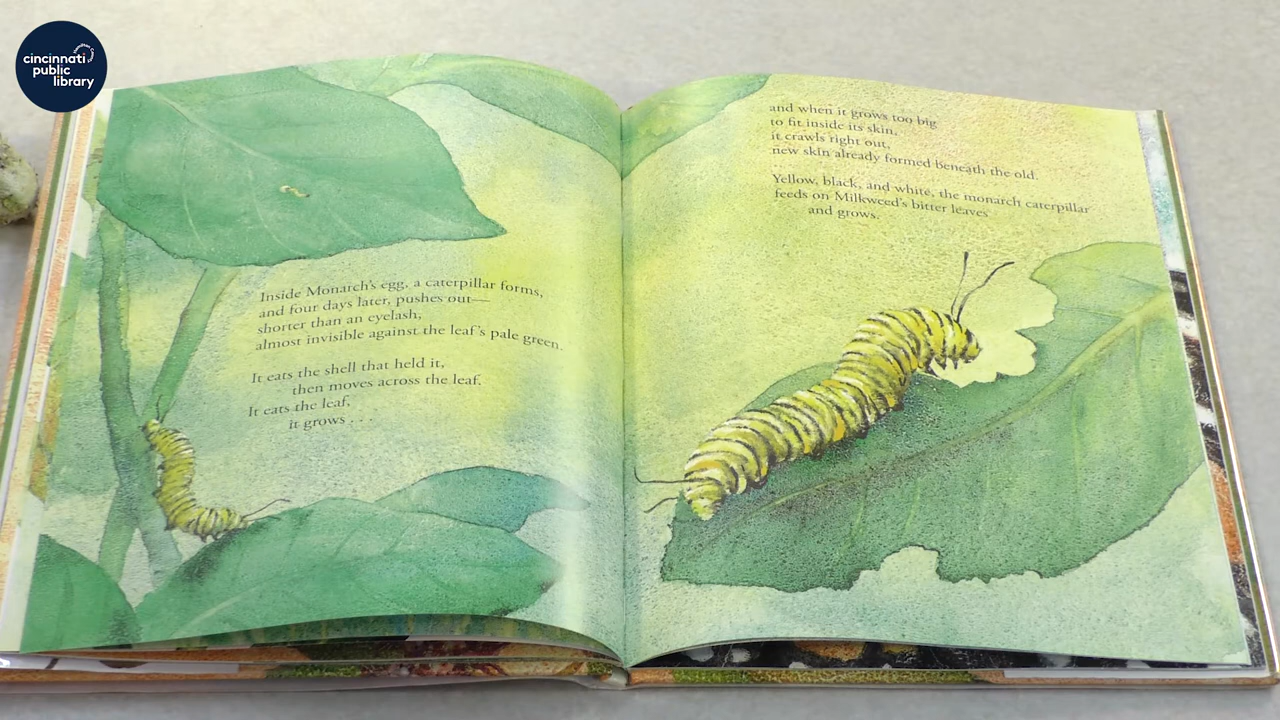 cincinnati
public
library
Inside Monarch's egg, a caterpillar forms,
and four days later, pushes out—
shorter than an eyelash,
almost invisible against the leaf's pale green.
It eats the shell that held it,
then moves across the leaf.
It eats the leaf,
it grows . . .
and when it grows too big
to fit inside its skin,
it crawls right out,
new skin already formed beneath the old.
Yellow, black, and white, the monarch caterpillar
feeds on Milkweed's bitter leaves
and grows.